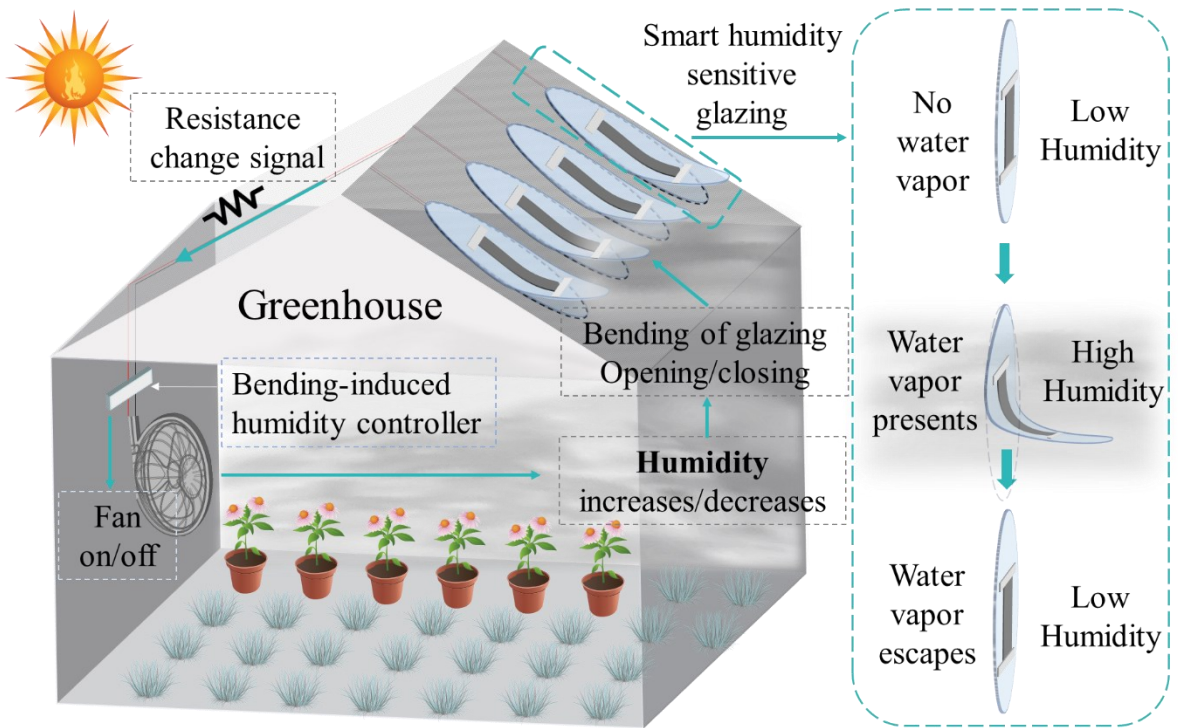 Smart humidity
sensitive
glazing
Resistance
change signal
Greenhouse
Bending-induced
humidity controller
Fan
on/off
Bending of glazing
Opening/closing
Humidity
increases/decreases
No
water
vapor
Low
Humidity
Water
vapor
presents
High
Humidity
Water
vapor
escapes
Low
Humidity